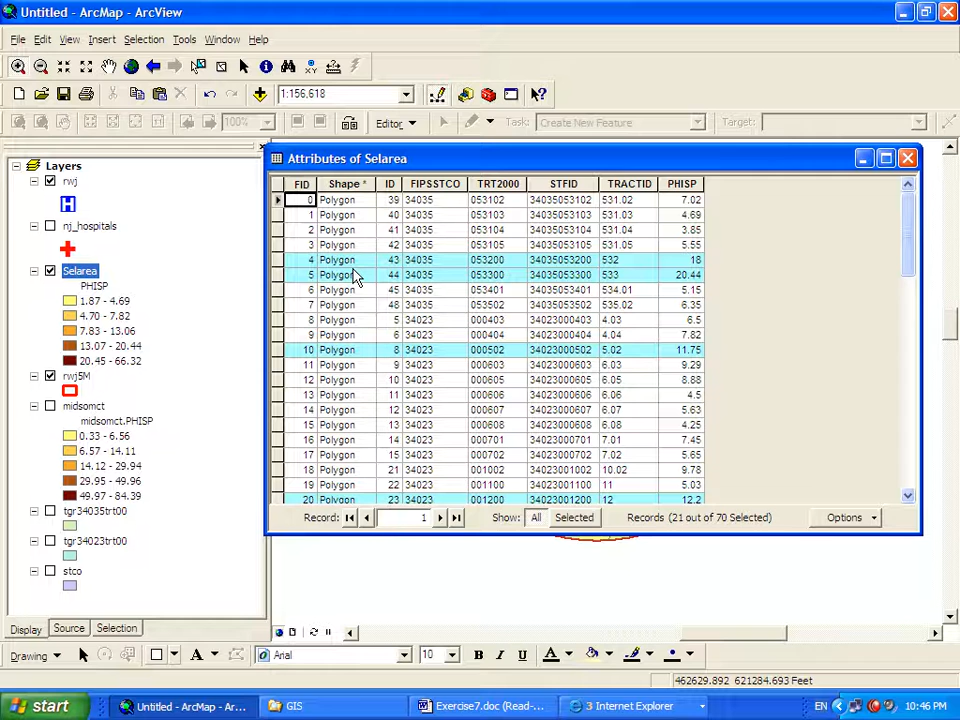 Untitled - ArcMap - ArcView
File Edit View Insert Selection Tools Window Help
1:156,618
100% Editor Task: Create New Feature Target:
Layers
rwj
nj_hospitals
Selarea
PHISP
1.87 - 4.69
4.70 - 7.82
7.83 - 13.06
13.07 - 20.44
20.45 - 66.32
rwj5M
midsomct
midsomct.PHISP
0.33 - 6.56
6.57 - 14.11
14.12 - 29.94
29.95 - 49.96
49.97 - 84.39
tgr34035trt00
tgr34023trt00
stco
Display Source Selection
Attributes of Selarea
FID Shape * ID FIPSSTCO TRT2000 STFID TRACTID PHISP
0 Polygon 39 34035 053102 34035053102 531.02 7.02
1 Polygon 40 34035 053103 34035053103 531.03 4.69
2 Polygon 41 34035 053104 34035053104 531.04 3.85
3 Polygon 42 34035 053105 34035053105 531.05 5.55
4 Polygon 43 34035 053200 34035053200 532 18
5 Polygon 44 34035 053300 34035053300 533 20.44
6 Polygon 45 34035 053401 34035053401 534.01 5.15
7 Polygon 48 34035 053502 34035053502 535.02 6.35
8 Polygon 5 34023 000403 34023000403 4.03 6.5
9 Polygon 6 34023 000404 34023000404 4.04 7.82
10 Polygon 8 34023 000502 34023000502 5.02 11.75
11 Polygon 9 34023 000603 34023000603 6.03 9.29
12 Polygon 10 34023 000605 34023000605 6.05 8.88
13 Polygon 11 34023 000606 34023000606 6.06 4.5
14 Polygon 12 34023 000607 34023000607 6.07 5.63
15 Polygon 13 34023 000608 34023000608 6.08 4.25
16 Polygon 14 34023 000701 34023000701 7.01 7.45
17 Polygon 15 34023 000702 34023000702 7.02 5.65
18 Polygon 21 34023 001002 34023001002 10.02 9.78
19 Polygon 22 34023 001100 34023001100 11 5.03
20 Polygon 23 34023 001200 34023001200 12 12.2
Record: 1 Show: All Selected Records (21 out of 70 Selected) Options
Drawing A Arial 10 B I U A
462629.892 621284.693 Feet
start Untitled - ArcMap - Arc... GIS Exercise7.doc (Read-... 3 Internet Explorer EN 10:46 PM